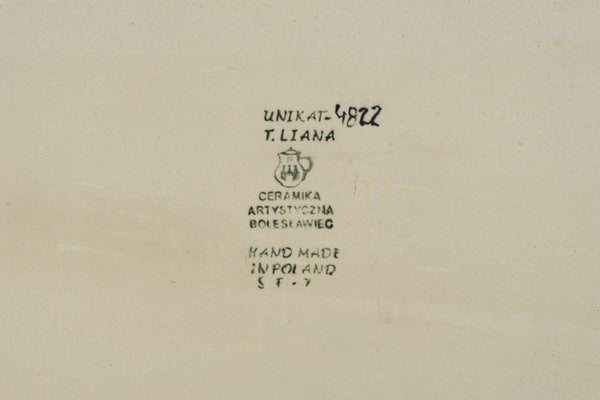 UNIKAT-4822
T. LIANA
CERAMIKA
ARTYSTYCZNA
BOLESŁAWIEC
HAND MADE
IN POLAND